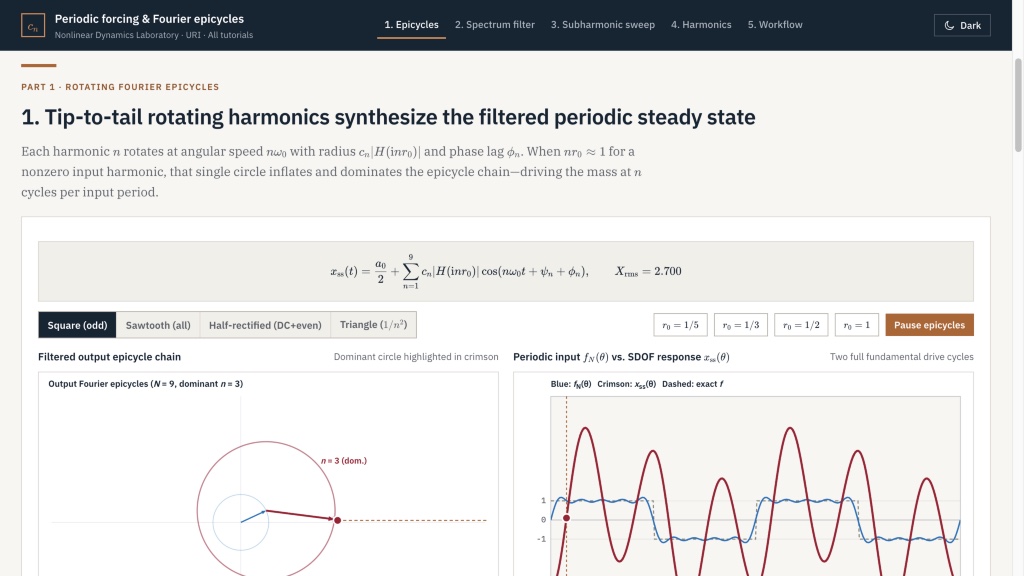 cₙ
Periodic forcing & Fourier epicycles
Nonlinear Dynamics Laboratory · URI · All tutorials
1. Epicycles
2. Spectrum filter
3. Subharmonic sweep
4. Harmonics
5. Workflow
Dark
PART 1 · ROTATING FOURIER EPICYCLES
1. Tip-to-tail rotating harmonics synthesize the filtered periodic steady state
Each harmonic n rotates at angular speed nω₀ with radius cₙ|H(inr₀)| and phase lag ϕₙ. When nr₀ ≈ 1 for a
nonzero input harmonic, that single circle inflates and dominates the epicycle chain—driving the mass at n
cycles per input period.
xₛₛ(t) = a₀/2 + ∑ₙ₌₁⁹ cₙ|H(inr₀)| cos(nω₀t + ψₙ + ϕₙ), Xrms = 2.700
Square (odd)
Sawtooth (all)
Half-rectified (DC+even)
Triangle (1/n²)
r₀ = 1/5
r₀ = 1/3
r₀ = 1/2
r₀ = 1
Pause epicycles
Filtered output epicycle chain
Dominant circle highlighted in crimson
Output Fourier epicycles (N = 9, dominant n = 3)
n = 3 (dom.)
Periodic input f_N(θ) vs. SDOF response xₛₛ(θ)
Two full fundamental drive cycles
Blue: f_N(θ) Crimson: xₛₛ(θ) Dashed: exact f
1
0
-1